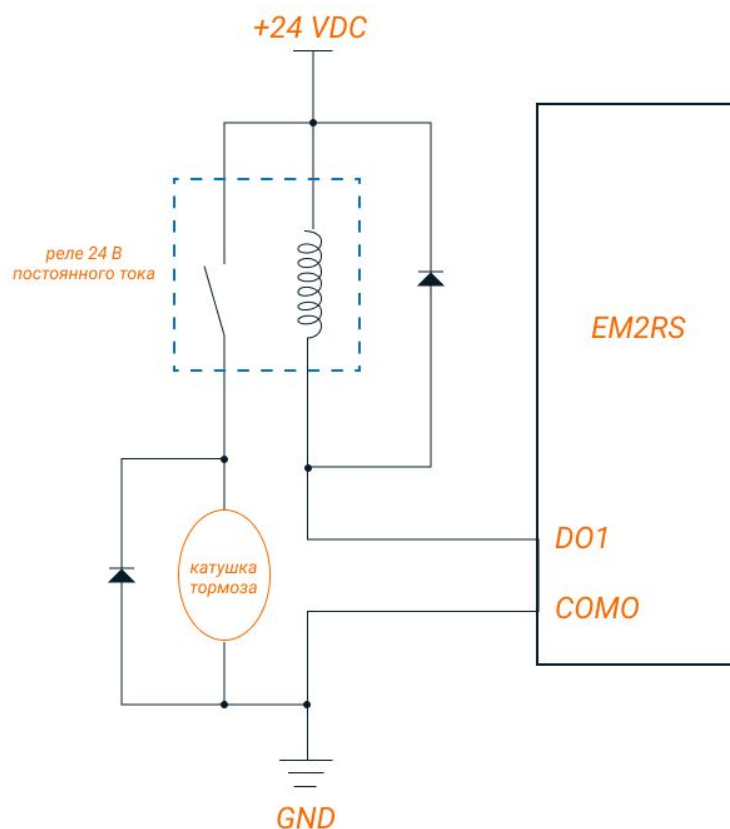 +24 VDC
реле 24 В
постоянного тока
EM2RS
DO1
COMO
катушка
тормоза
GND